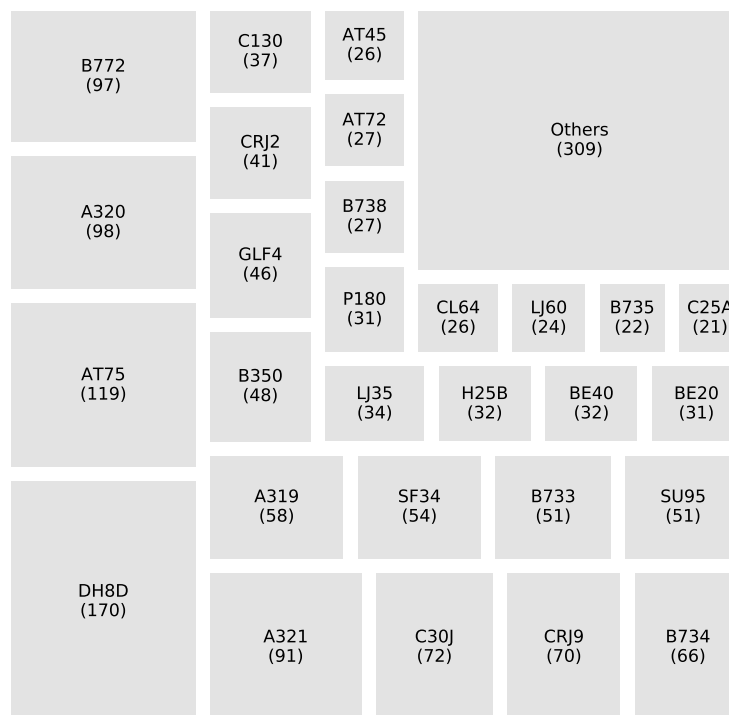 B772
(97)
C130
(37)
AT45
(26)
Others
(309)
AT72
(27)
CRJ2
(41)
A320
(98)
B738
(27)
GLF4
(46)
P180
(31)
CL64
(26)
LJ60
(24)
B735
(22)
C25A
(21)
AT75
(119)
B350
(48)
LJ35
(34)
H25B
(32)
BE40
(32)
BE20
(31)
A319
(58)
SF34
(54)
B733
(51)
SU95
(51)
DH8D
(170)
A321
(91)
C30J
(72)
CRJ9
(70)
B734
(66)